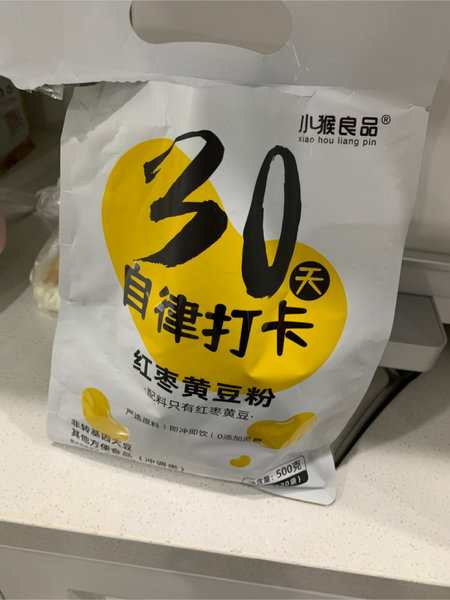 小猴良品®
xiao hou liang pin
30天
自律打卡
红枣黄豆粉
·配料只有红枣黄豆·
严选原料 | 即冲即饮 | 0添加蔗糖
非转基因大豆
其他方便食品（冲调类）
净含量：500克